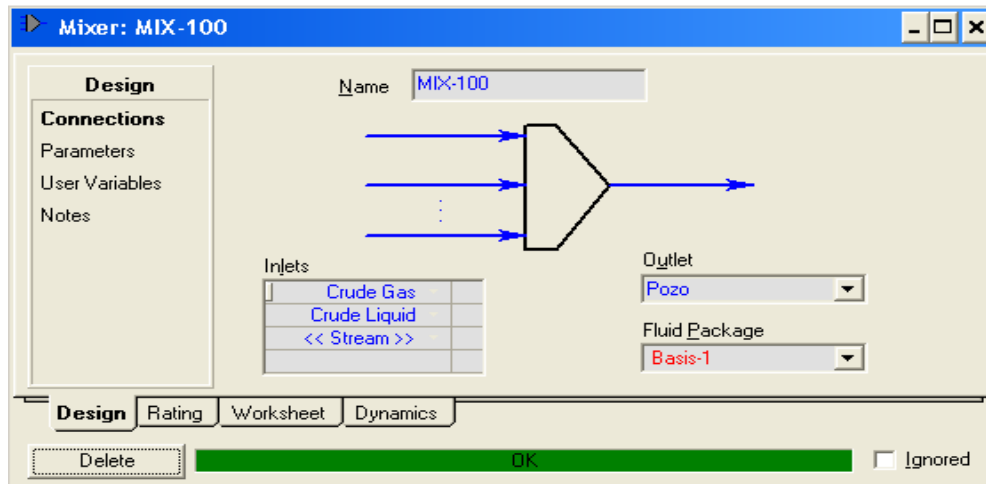 Mixer: MIX-100
Design
Connections
Parameters
User Variables
Notes
Name MIX-100
Inlets
Crude Gas
Crude Liquid
<< Stream >>
Outlet
Pozo
Fluid Package
Basis-1
Design Rating Worksheet Dynamics
Delete OK Ignored